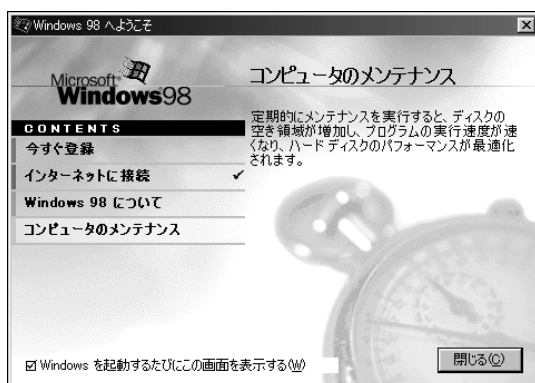 Windows 98 へようこそ
Microsoft®
Windows98
CONTENTS
今すぐ登録
インターネットに接続 ✓
Windows 98 について
コンピュータのメンテナンス
コンピュータのメンテナンス
定期的にメンテナンスを実行すると、ディスクの
空き領域が増加し、プログラムの実行速度が速
くなり、ハード ディスクのパフォーマンスが最適化
されます。
Windows を起動するたびにこの画面を表示する(W)
閉じる(C)